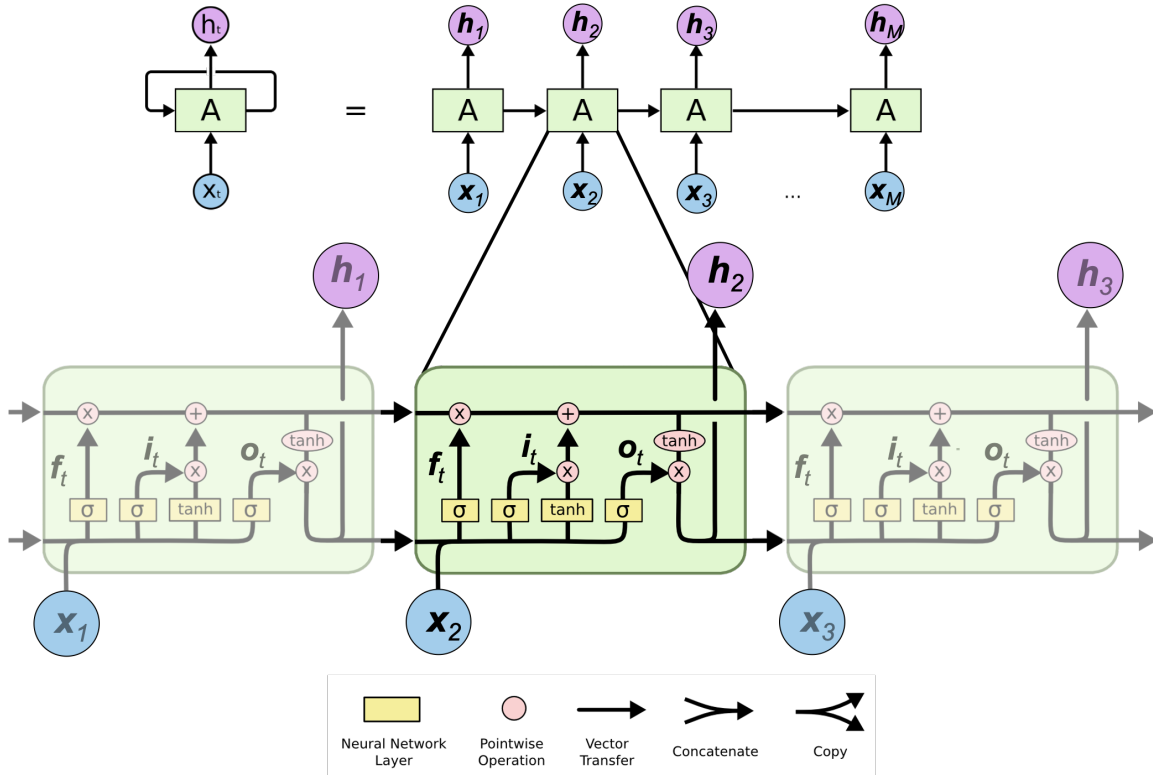 hₜ h₁ h₂ h₃ h_M
A = A A A A
xₜ x₁ x₂ x₃ ... x_M
h₁ h₂ h₃
x + x + x +
tanh tanh tanh
fₜ iₜ x oₜ x fₜ iₜ x oₜ x fₜ iₜ x oₜ x
σ σ tanh σ σ σ tanh σ σ σ tanh σ
x₁ x₂ x₃
Neural Network
Layer
Pointwise
Operation
Vector
Transfer
Concatenate
Copy